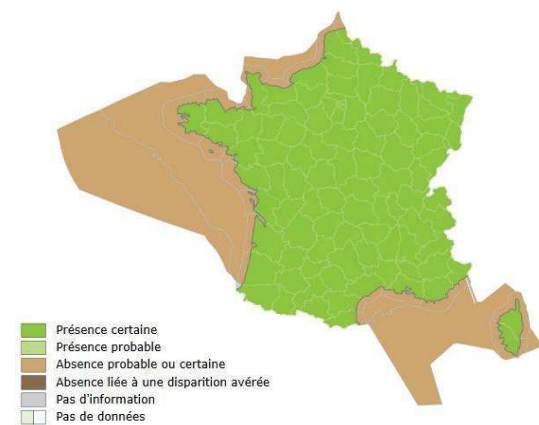 Présence certaine
Présence probable
Absence probable ou certaine
Absence liée à une disparition avérée
Pas d'information
Pas de données